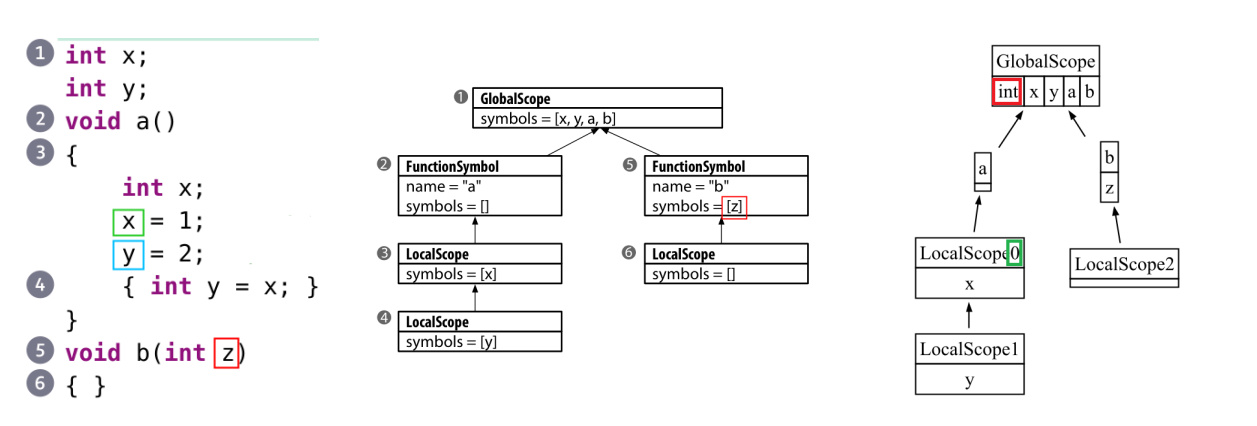 1 int x;
int y;
2 void a()
3 {
int x;
x = 1;
y = 2;
4 { int y = x; }
}
5 void b(int z)
6 { }
1 GlobalScope
symbols = [x, y, a, b]
2 FunctionSymbol
name = "a"
symbols = []
3 LocalScope
symbols = [x]
4 LocalScope
symbols = [y]
5 FunctionSymbol
name = "b"
symbols = [z]
6 LocalScope
symbols = []
GlobalScope
int x y a b
a
b
z
LocalScope0
x
LocalScope2
LocalScope1
y